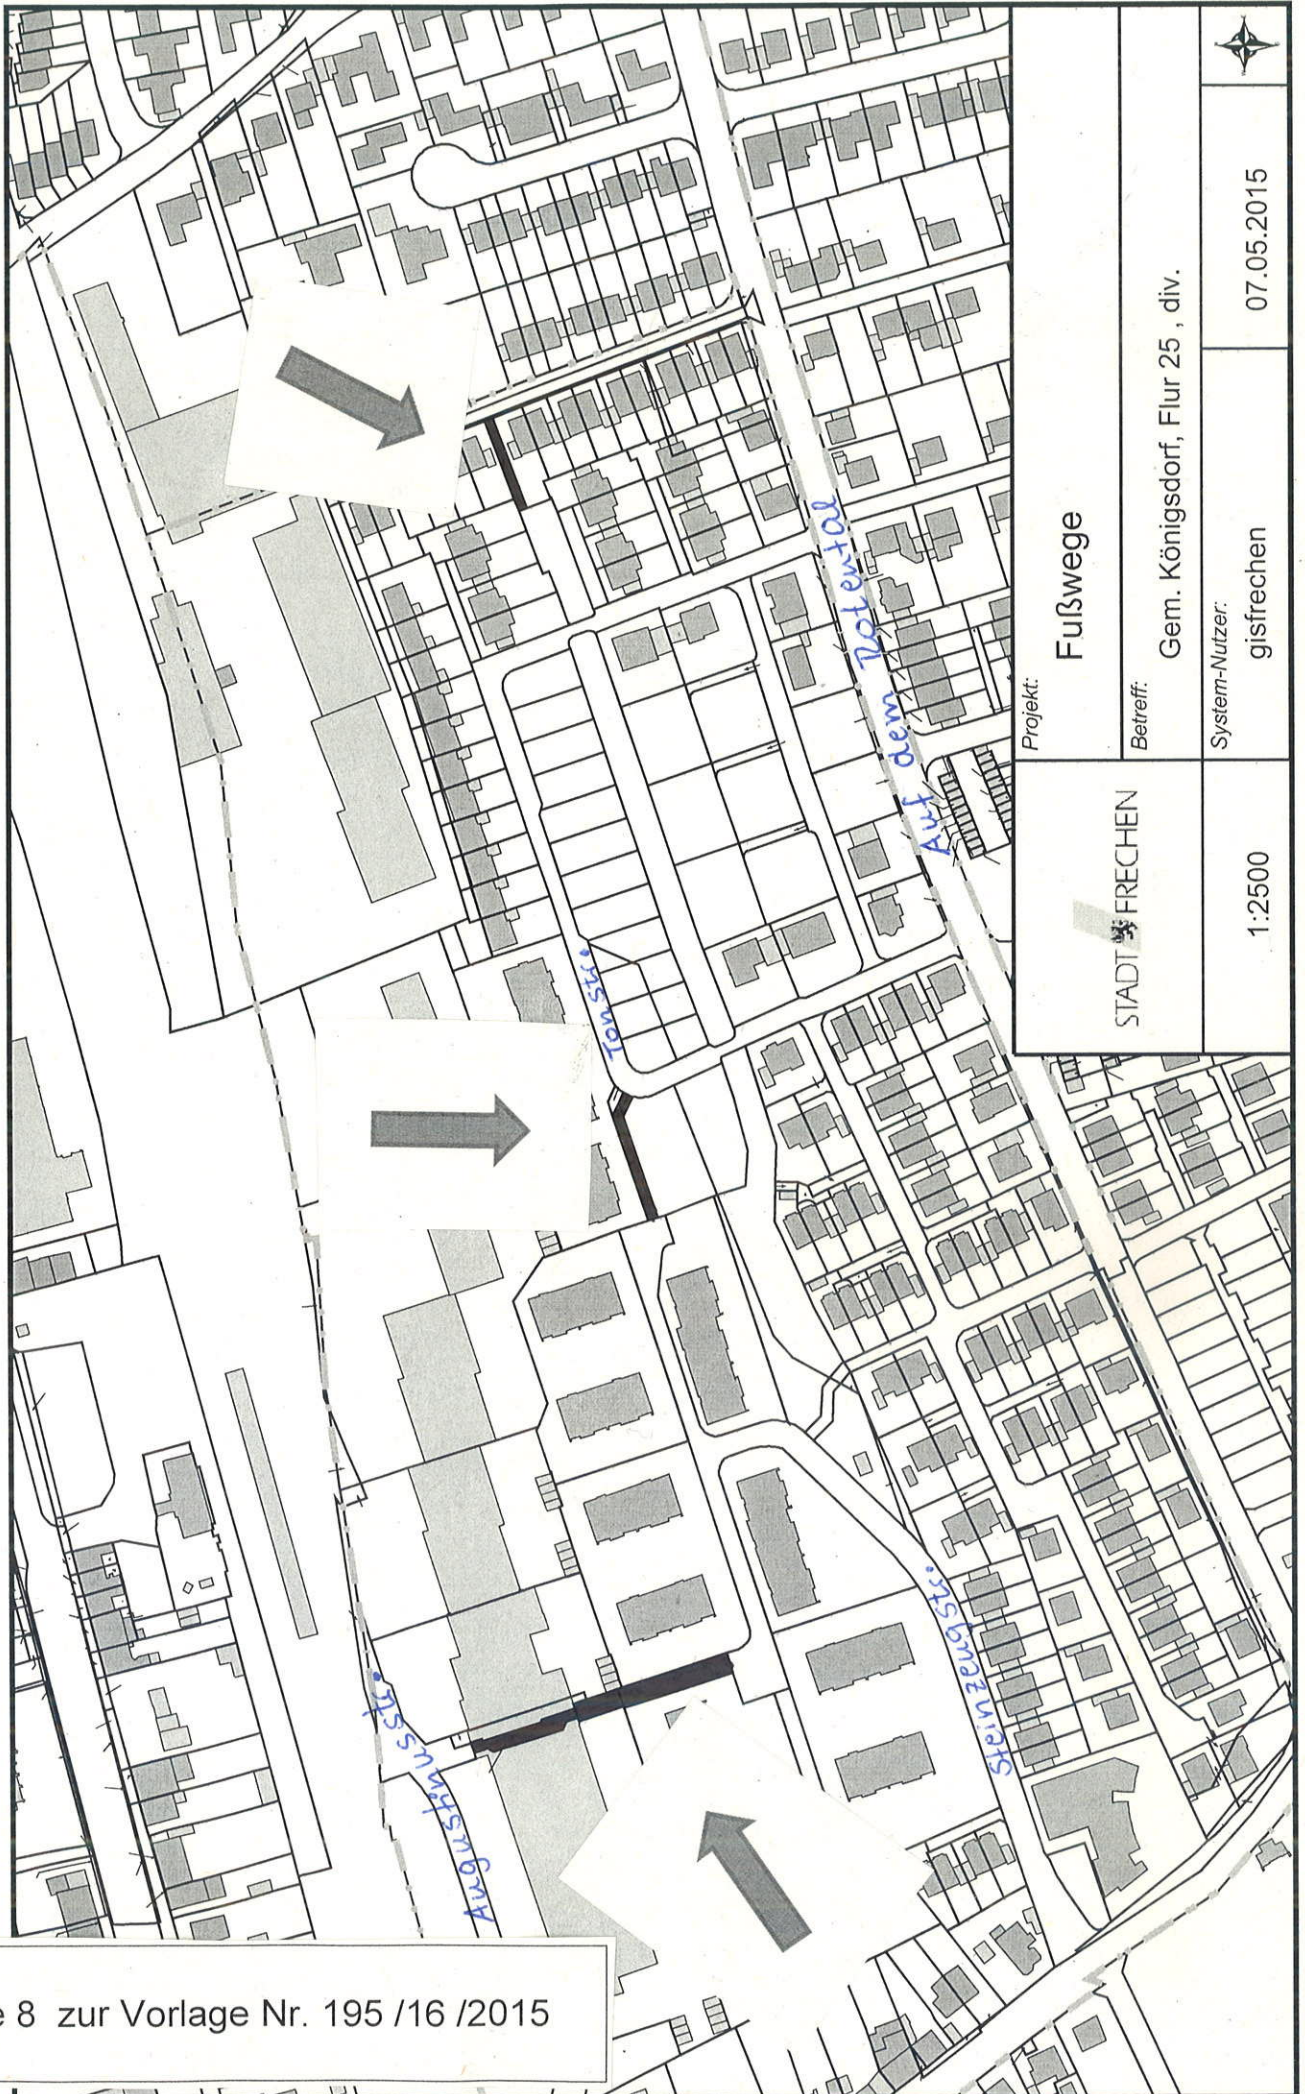 Augustinusstr.
Steinzeugstr.
Tonstr.
Auf dem Rotental
STADT FRECHEN
1:2500
Projekt:
Fußwege
Betreff:
Gem. Königsdorf, Flur 25 , div.
System-Nutzer:
gisfrechen
07.05.2015
e 8 zur Vorlage Nr. 195 /16 /2015